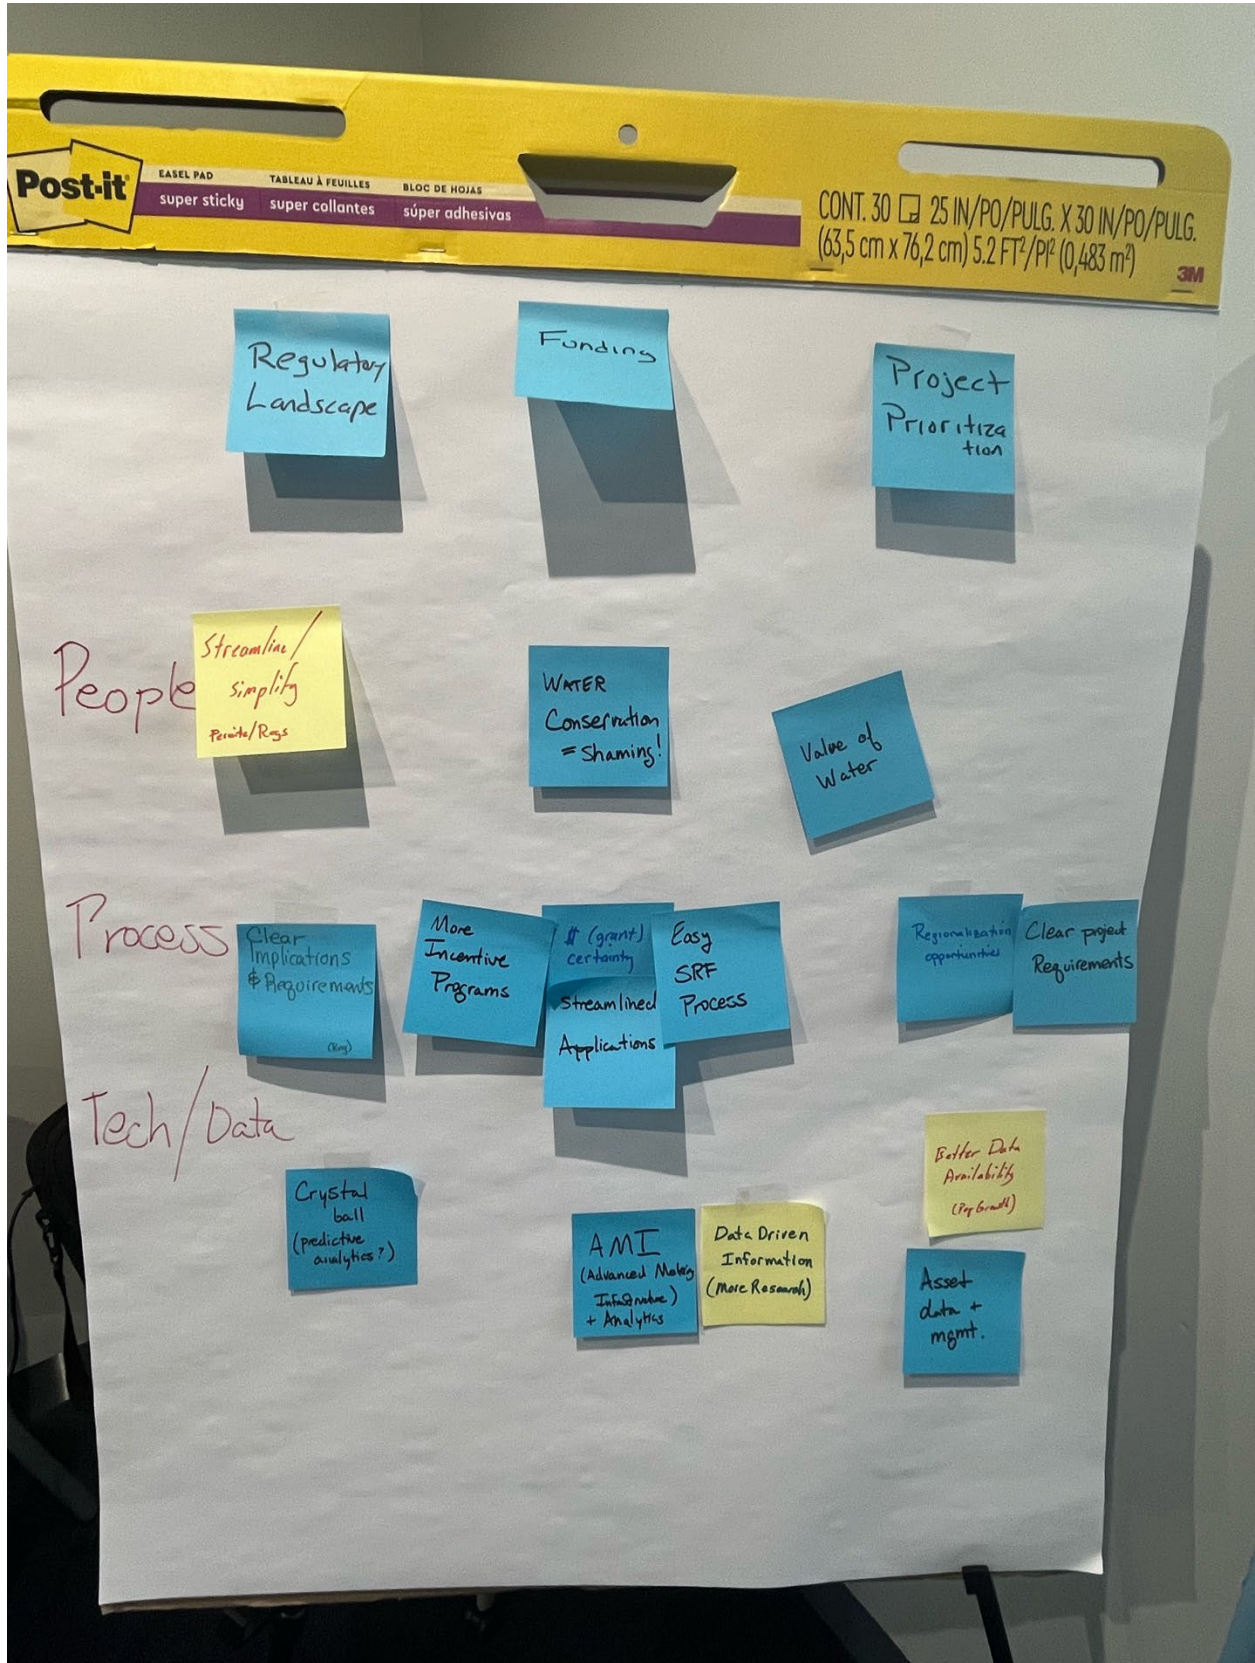 Post-it
EASEL PAD
super sticky
TABLEAU À FEUILLES
super collantes
BLOC DE HOJAS
súper adhesivas
CONT. 30 25 IN/PO/PULG. X 30 IN/PO/PULG.
(63,5 cm x 76,2 cm) 5.2 FT²/PI² (0,483 m²)
3M
Regulatory
Landscape
Funding
Project
Prioritiza
tion
People
Streamline/
Simplify
Permits/Regs
WATER
Conservation
= Shaming!
Value of
Water
Process
Clear
Implications
& Requirements
(Reg)
More
Incentive
Programs
$ (grant)
certainty
Streamlined
Applications
Easy
SRF
Process
Regionalization
opportunities
Clear project
Requirements
Tech/Data
Crystal
ball
(predictive
analytics?)
AMI
(Advanced Metering
Infrastructure)
+ Analytics
Data Driven
Information
(More Research)
Better Data
Availability
(Pop Growth)
Asset
data +
mgmt.